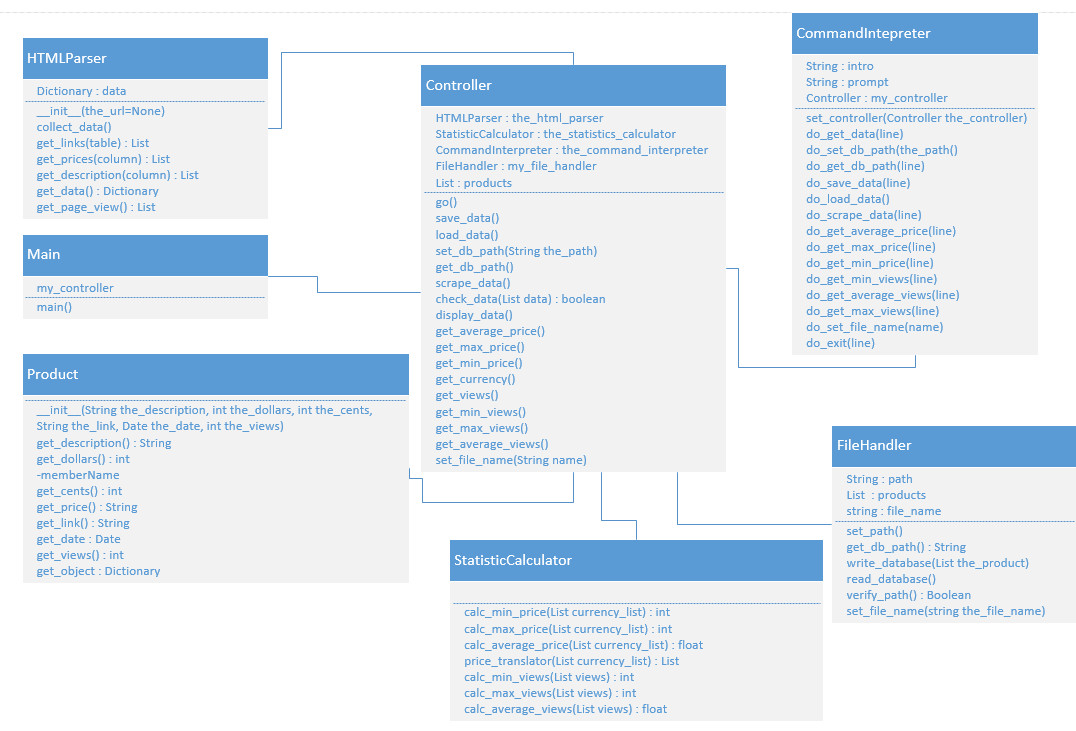 HTMLParser
Dictionary : data
__init__(the_url=None)
collect_data()
get_links(table) : List
get_prices(column) : List
get_description(column) : List
get_data() : Dictionary
get_page_view() : List
Main
my_controller
main()
Product
__init__(String the_description, int the_dollars, int the_cents,
String the_link, Date the_date, int the_views)
get_description() : String
get_dollars() : int
-memberName
get_cents() : int
get_price() : String
get_link() : String
get_date : Date
get_views() : int
get_object : Dictionary
Controller
HTMLParser : the_html_parser
StatisticCalculator : the_statistics_calculator
CommandInterpreter : the_command_interpreter
FileHandler : my_file_handler
List : products
go()
save_data()
load_data()
set_db_path(String the_path)
get_db_path()
scrape_data()
check_data(List data) : boolean
display_data()
get_average_price()
get_max_price()
get_min_price()
get_currency()
get_views()
get_min_views()
get_max_views()
get_average_views()
set_file_name(String name)
StatisticCalculator
calc_min_price(List currency_list) : int
calc_max_price(List currency_list) : int
calc_average_price(List currency_list) : float
price_translator(List currency_list) : List
calc_min_views(List views) : int
calc_max_views(List views) : int
calc_average_views(List views) : float
CommandIntepreter
String : intro
String : prompt
Controller : my_controller
set_controller(Controller the_controller)
do_get_data(line)
do_set_db_path(the_path()
do_get_db_path(line)
do_save_data(line)
do_load_data()
do_scrape_data(line)
do_get_average_price(line)
do_get_max_price(line)
do_get_min_price(line)
do_get_min_views(line)
do_get_average_views(line)
do_get_max_views(line)
do_set_file_name(name)
do_exit(line)
FileHandler
String : path
List : products
string : file_name
set_path()
get_db_path() : String
write_database(List the_product)
read_database()
verify_path() : Boolean
set_file_name(string the_file_name)